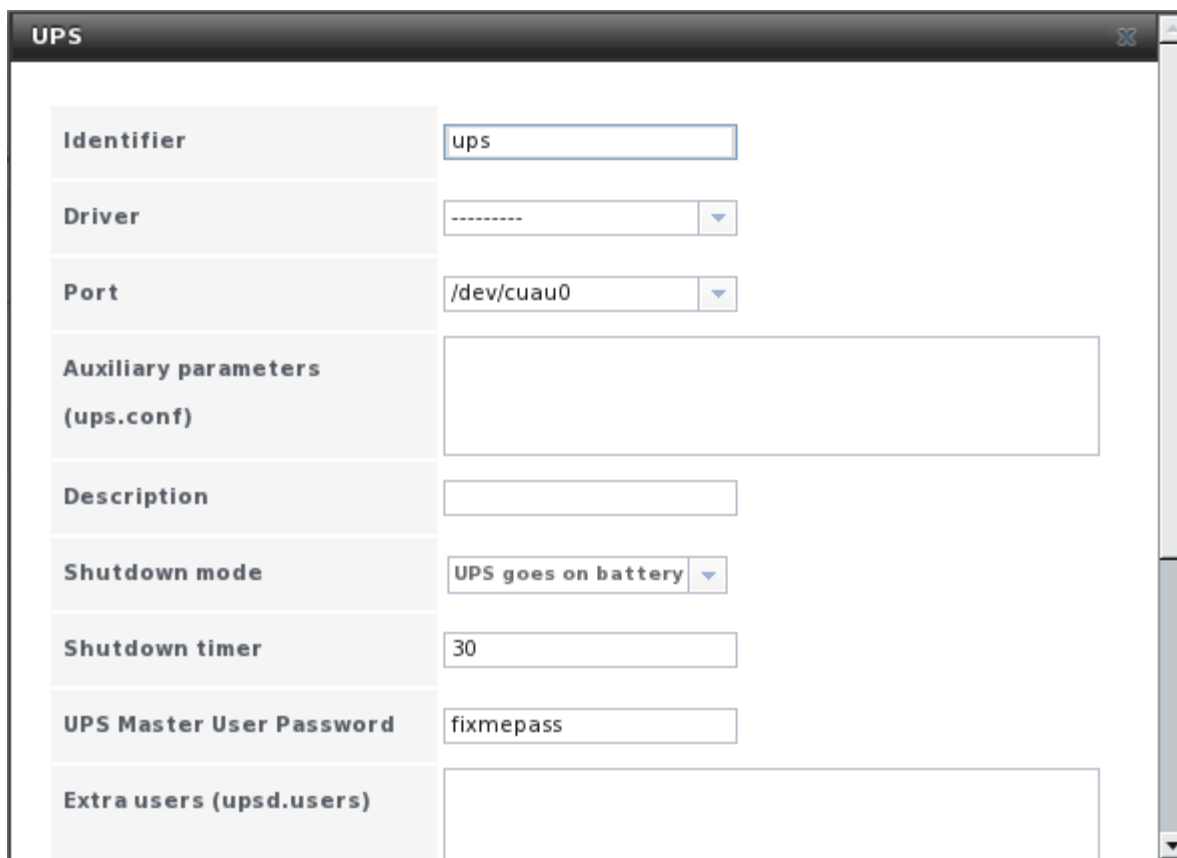 UPS
Identifier
ups
Driver
---------
Port
/dev/cuau0
Auxiliary parameters
(ups.conf)
Description
Shutdown mode
UPS goes on battery
Shutdown timer
30
UPS Master User Password
fixmepass
Extra users (upsd.users)